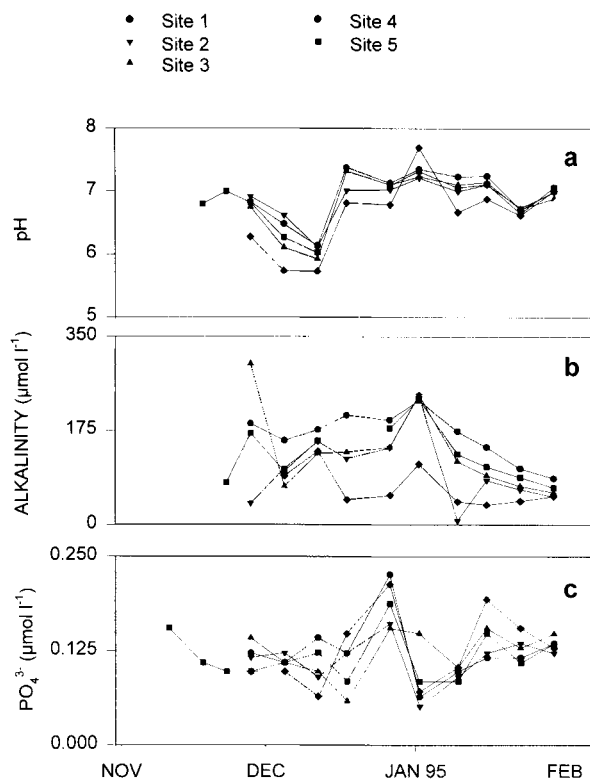 Site 1 Site 4
Site 2 Site 5
Site 3
8
7
6
5
pH
a
350
175
0
ALKALINITY (µmol l⁻¹)
b
0.250
0.125
0.000
PO₄³⁻ (µmol l⁻¹)
c
NOV DEC JAN 95 FEB